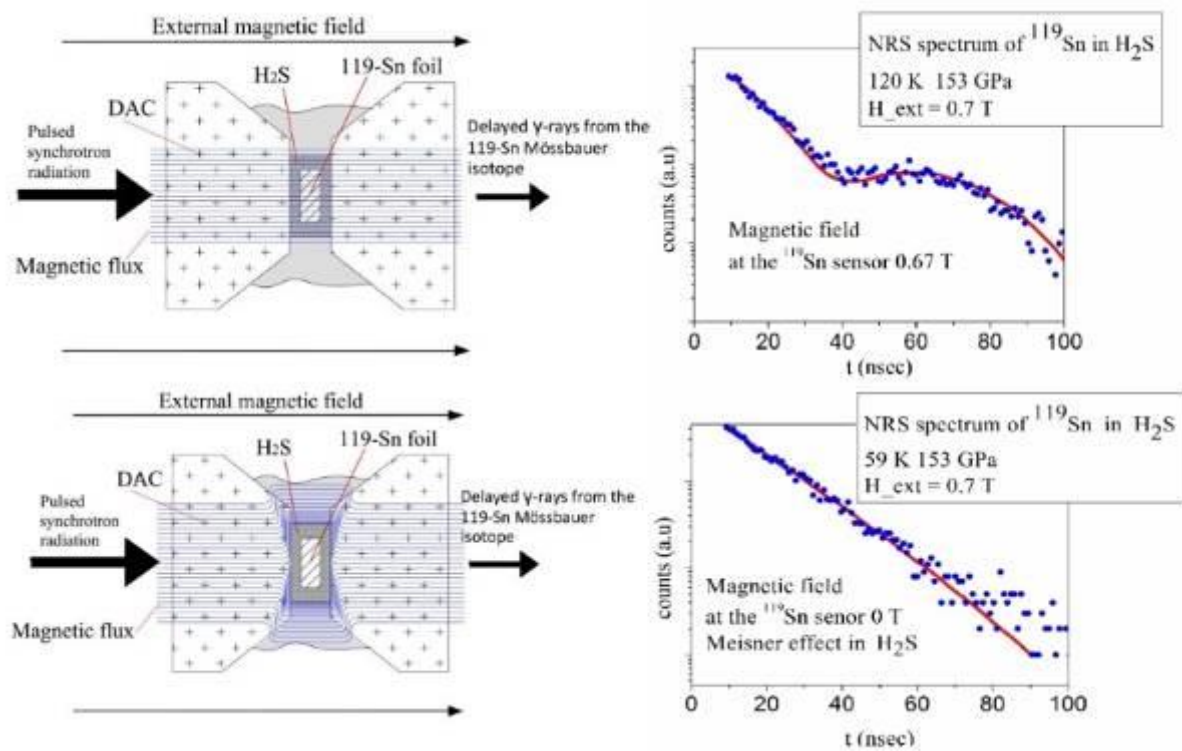 External magnetic field
H2S
119-Sn foil
DAC
Pulsed
synchrotron
radiation
Delayed γ-rays from the
119-Sn Mössbauer
isotope
Magnetic flux
NRS spectrum of 119Sn in H2S
120 K 153 GPa
H_ext = 0.7 T
counts (a.u)
Magnetic field
at the 119Sn sensor 0.67 T
0 20 40 60 80 100
t (nsec)
External magnetic field
H2S
119-Sn foil
DAC
Pulsed
synchrotron
radiation
Delayed γ-rays from the
119-Sn Mössbauer
isotope
Magnetic flux
NRS spectrum of 119Sn in H2S
59 K 153 GPa
H_ext = 0.7 T
counts (a.u)
Magnetic field
at the 119Sn senor 0 T
Meisner effect in H2S
0 20 40 60 80 100
t (nsec)